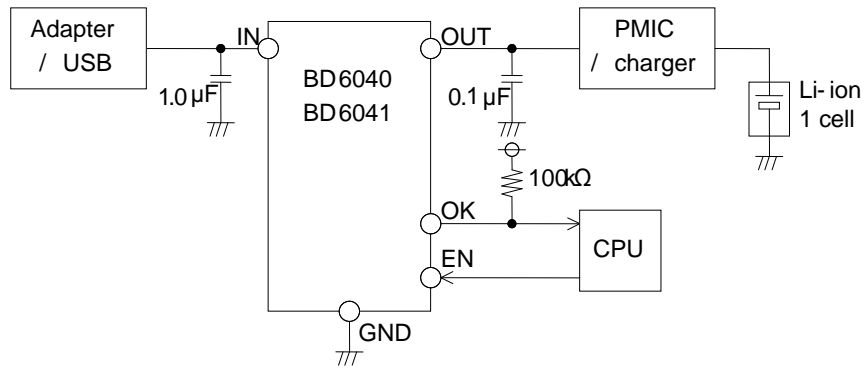 Adapter
/ USB
IN
1.0µF
BD6040
BD6041
OUT
0.1µF
PMIC
/ charger
Li-ion
1 cell
100kΩ
OK
EN
CPU
GND